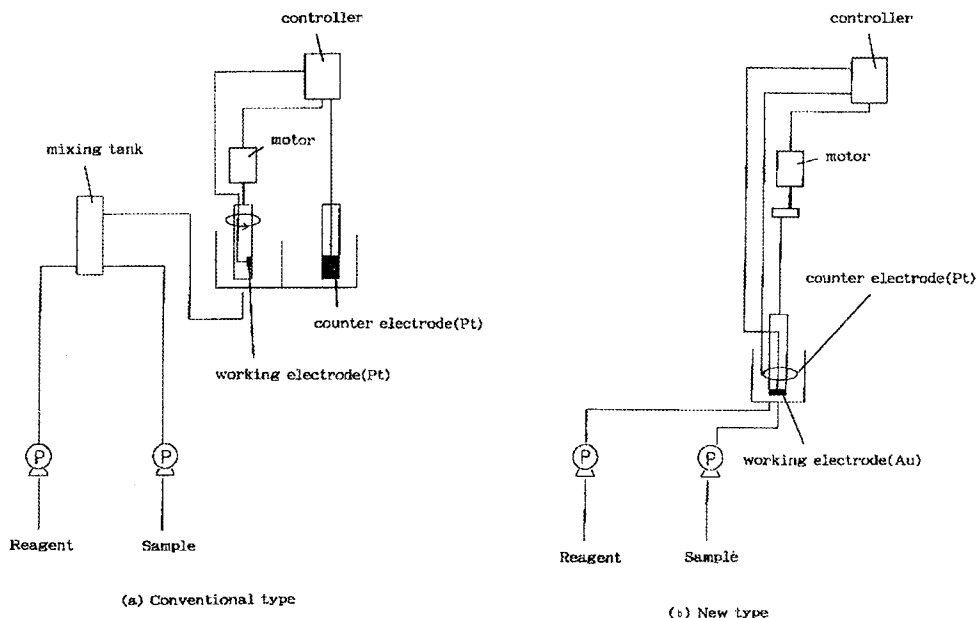 controller
motor
mixing tank
counter electrode(Pt)
working electrode(Pt)
P
P
Reagent
Sample
(a) Conventional type
controller
motor
counter electrode(Pt)
working electrode(Au)
P
P
Reagent
Sample
(b) New type